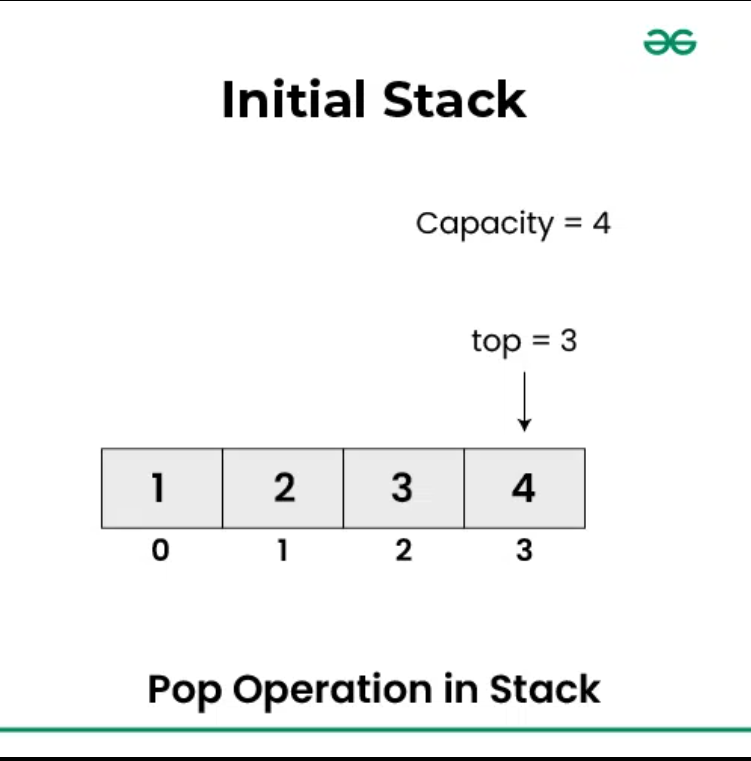 Initial Stack
Capacity = 4
top = 3
1 2 3 4
0 1 2 3
Pop Operation in Stack